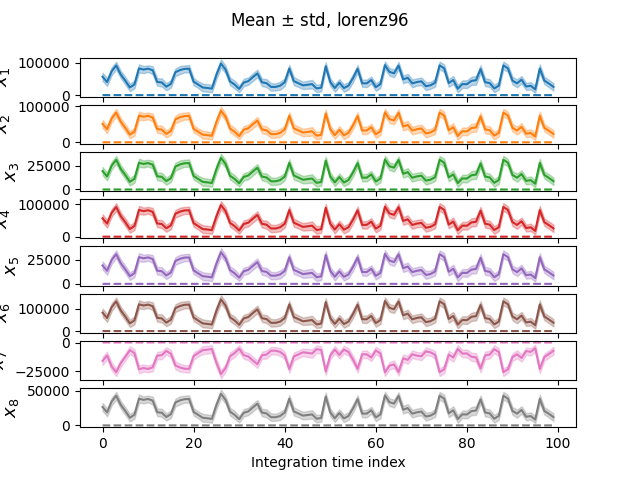 Mean ± std, lorenz96
100000
0
x1
100000
0
x2
25000
0
x3
100000
0
x4
25000
0
x5
100000
0
x6
0
−25000
x7
50000
0
x8
0 20 40 60 80 100
Integration time index